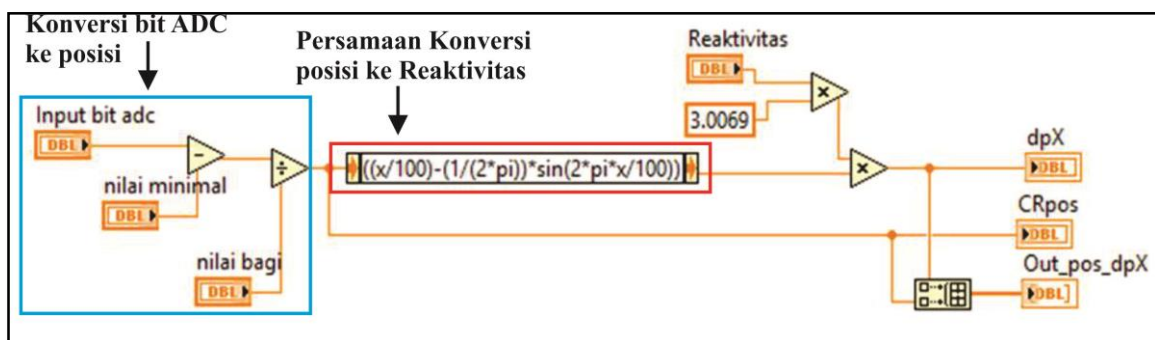 Konversi bit ADC
ke posisi
Persamaan Konversi
posisi ke Reaktivitas
Reaktivitas
DBL
3.0069
×
Input bit adc
DBL
−
÷
nilai minimal
DBL
nilai bagi
DBL
((x/100)-(1/(2*pi))*sin(2*pi*x/100))
×
dpX
DBL
CRpos
DBL
Out_pos_dpX
[DBL]